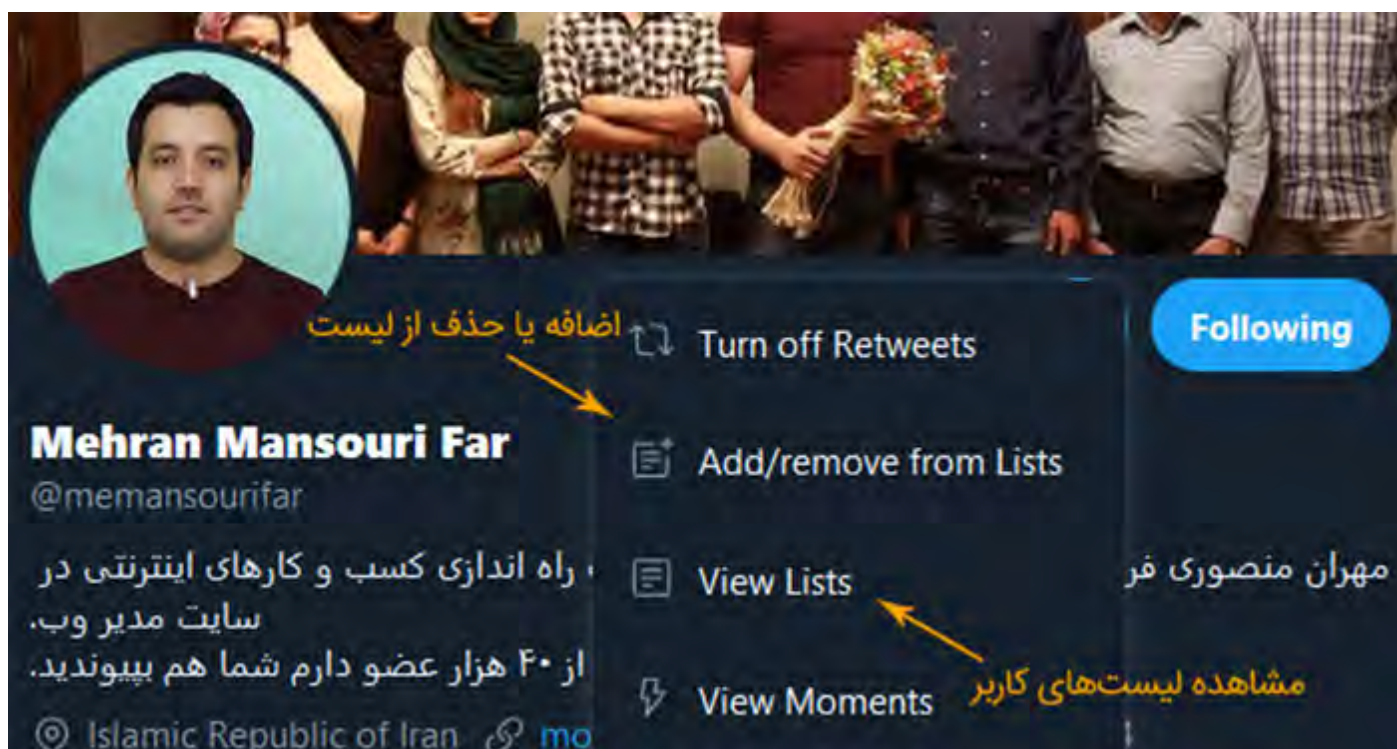 Following
اضافه یا حذف از لیست
Turn off Retweets
Mehran Mansouri Far
Add/remove from Lists
@memansourifar
مهران منصوری فر
راه اندازی کسب و کارهای اینترنتی در
سایت مدیر وب.
View Lists
از ۴۰ هزار عضو دارم شما هم بپیوندید.
مشاهده لیست‌های کاربر
View Moments
Islamic Republic of Iran
mo